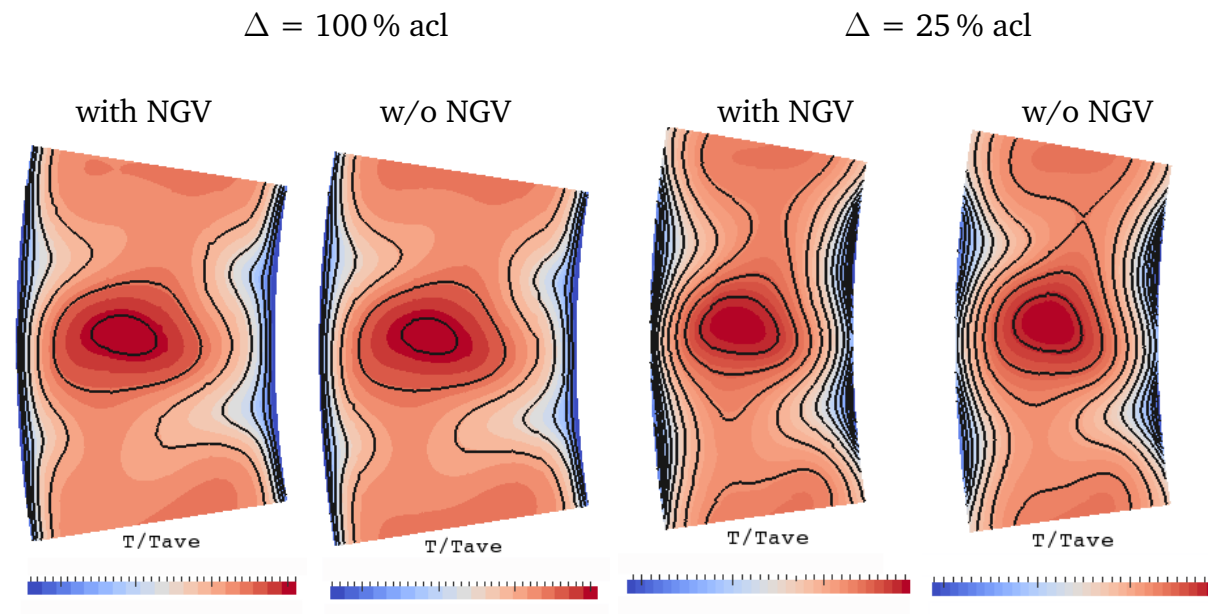 Δ = 100 % acl
Δ = 25 % acl
with NGV
w/o NGV
with NGV
w/o NGV
T/Tave
T/Tave
T/Tave
T/Tave